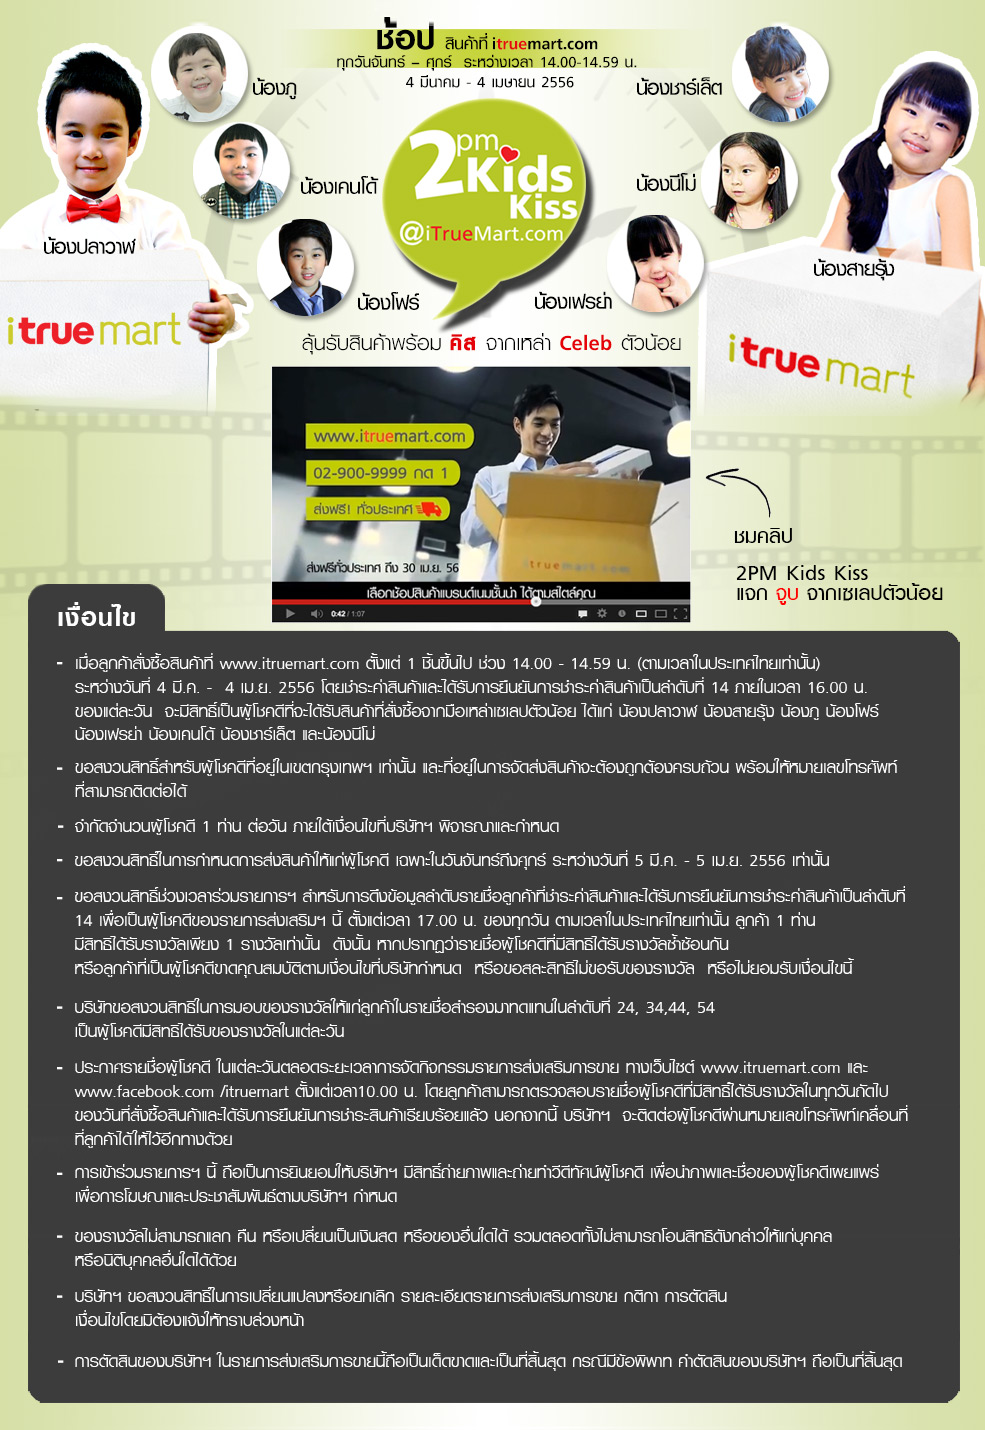 ช้อป สินค้าที่ itruemart.com
ทุกวันจันทร์ – ศุกร์ ระหว่างเวลา 14.00-14.59 น.
4 มีนาคม - 4 เมษายน 2556
น้องภู
น้องชาร์เล็ต
น้องเคนโด้
น้องนีโม่
น้องปลาวาฬ
น้องสายรุ้ง
น้องโฟร์
น้องเฟรย่า
2pm
Kids
Kiss
@iTrueMart.com
itruemart
itruemart
ลุ้นรับสินค้าพร้อม คิส จากเหล่า Celeb ตัวน้อย
www.itruemart.com
02-900-9999 กด 1
ส่งฟรี! ทั่วประเทศ
itruemart
ส่งฟรีทั่วประเทศ ถึง 30 เม.ย. 56
เลือกช้อปสินค้าแบรนด์เนมชั้นนำ ได้ตามสไตล์คุณ
0:42 / 1:07
ชมคลิป
2PM Kids Kiss
แจก จูบ จากเซเลปตัวน้อย
เงื่อนไข
- เมื่อลูกค้าสั่งซื้อสินค้าที่ www.itruemart.com ตั้งแต่ 1 ชิ้นขึ้นไป ช่วง 14.00 - 14.59 น. (ตามเวลาในประเทศไทยเท่านั้น)
ระหว่างวันที่ 4 มี.ค. - 4 เม.ย. 2556 โดยชำระค่าสินค้าและได้รับการยืนยันการชำระค่าสินค้าเป็นลำดับที่ 14 ภายในเวลา 16.00 น.
ของแต่ละวัน จะมีสิทธิ์เป็นผู้โชคดีที่จะได้รับสินค้าที่สั่งซื้อจากมือเหล่าเซเลปตัวน้อย ได้แก่ น้องปลาวาฬ น้องสายรุ้ง น้องภู น้องโฟร์
น้องเฟรย่า น้องเคนโด้ น้องชาร์เล็ต และน้องนีโม่
- ขอสงวนสิทธิ์สำหรับผู้โชคดีที่อยู่ในเขตกรุงเทพฯ เท่านั้น และที่อยู่ในการจัดส่งสินค้าจะต้องถูกต้องครบถ้วน พร้อมให้หมายเลขโทรศัพท์
ที่สามารถติดต่อได้
- จำกัดจำนวนผู้โชคดี 1 ท่าน ต่อวัน ภายใต้เงื่อนไขที่บริษัทฯ พิจารณาและกำหนด
- ขอสงวนสิทธิ์ในการกำหนดการส่งสินค้าให้แก่ผู้โชคดี เฉพาะในวันจันทร์ถึงศุกร์ ระหว่างวันที่ 5 มี.ค. - 5 เม.ย. 2556 เท่านั้น
- ขอสงวนสิทธิ์ช่วงเวลาร่วมรายการฯ สำหรับการดึงข้อมูลลำดับรายชื่อลูกค้าที่ชำระค่าสินค้าและได้รับการยืนยันการชำระค่าสินค้าเป็นลำดับที่
14 เพื่อเป็นผู้โชคดีของรายการส่งเสริมฯ นี้ ตั้งแต่เวลา 17.00 น. ของทุกวัน ตามเวลาในประเทศไทยเท่านั้น ลูกค้า 1 ท่าน
มีสิทธิ์ได้รับรางวัลเพียง 1 รางวัลเท่านั้น ดังนั้น หากปรากฏว่ารายชื่อผู้โชคดีที่มีสิทธิ์ได้รับรางวัลซ้ำซ้อนกัน
หรือลูกค้าที่เป็นผู้โชคดีขาดคุณสมบัติตามเงื่อนไขที่บริษัทกำหนด หรือขอสละสิทธิ์ไม่ขอรับของรางวัล หรือไม่ยอมรับเงื่อนไขนี้
- บริษัทขอสงวนสิทธิ์ในการมอบของรางวัลให้แก่ลูกค้าในรายชื่อสำรองมาทดแทนในลำดับที่ 24, 34,44, 54
เป็นผู้โชคดีมีสิทธิได้รับของรางวัลในแต่ละวัน
- ประกาศรายชื่อผู้โชคดี ในแต่ละวันตลอดระยะเวลาการจัดกิจกรรมรายการส่งเสริมการขาย ทางเว็บไซต์ www.itruemart.com และ
www.facebook.com /itruemart ตั้งแต่เวลา10.00 น. โดยลูกค้าสามารถตรวจสอบรายชื่อผู้โชคดีที่มีสิทธิ์ได้รับรางวัลในทุกวันถัดไป
ของวันที่สั่งซื้อสินค้าและได้รับการยืนยันการชำระสินค้าเรียบร้อยแล้ว นอกจากนี้ บริษัทฯ จะติดต่อผู้โชคดีผ่านหมายเลขโทรศัพท์เคลื่อนที่
ที่ลูกค้าได้ให้ไว้อีกทางด้วย
- การเข้าร่วมรายการฯ นี้ ถือเป็นการยินยอมให้บริษัทฯ มีสิทธิ์ถ่ายภาพและถ่ายทำวีดีทัศน์ผู้โชคดี เพื่อนำภาพและชื่อของผู้โชคดีเผยแพร่
เพื่อการโฆษณาและประชาสัมพันธ์ตามบริษัทฯ กำหนด
- ของรางวัลไม่สามารถแลก คืน หรือเปลี่ยนเป็นเงินสด หรือของอื่นใดได้ รวมตลอดทั้งไม่สามารถโอนสิทธิดังกล่าวให้แก่บุคคล
หรือนิติบุคคลอื่นใดได้ด้วย
- บริษัทฯ ขอสงวนสิทธิ์ในการเปลี่ยนแปลงหรือยกเลิก รายละเอียดรายการส่งเสริมการขาย กติกา การตัดสิน
เงื่อนไขโดยมิต้องแจ้งให้ทราบล่วงหน้า
- การตัดสินของบริษัทฯ ในรายการส่งเสริมการขายนี้ถือเป็นเด็ดขาดและเป็นที่สิ้นสุด กรณีมีข้อพิพาท คำตัดสินของบริษัทฯ ถือเป็นที่สิ้นสุด